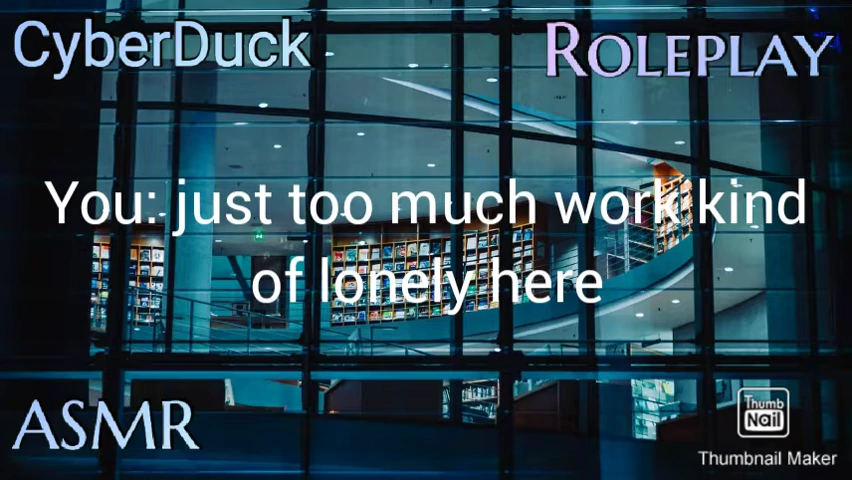 CyberDuck
ROLEPLAY
You: just too much work kind
of lonely here
ASMR
Thumb
Nail
Thumbnail Maker